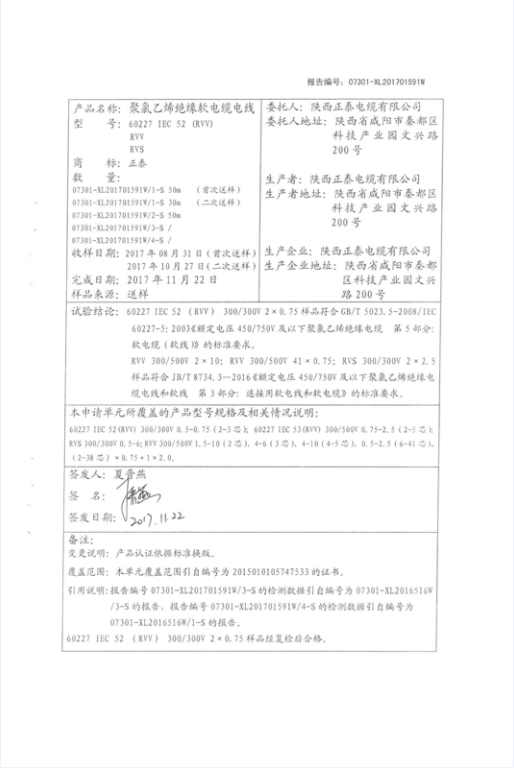 报告编号：07301-XL201701591W
产品名称：聚氯乙烯绝缘软电缆电线
型 号：60227 IEC 52 (RVV)
RVV
RVS
商 标：正泰
数 量：
07301-XL201701591W/1-S 50m （首次送样）
07301-XL201701591W/1-S 30m （二次送样）
07301-XL201701591W/2-S 50m
07301-XL201701591W/3-S /
07301-XL201701591W/4-S /
收样日期：2017 年 08 月 31 日（首次送样）
2017 年 10 月 27 日（二次送样）
完成日期：2017 年 11 月 22 日
样品来源：送样
委托人：陕西正泰电缆有限公司
委托人地址：陕西省咸阳市秦都区
科技产业园文兴路
200 号
生产者：陕西正泰电缆有限公司
生产者地址：陕西省咸阳市秦都区
科技产业园文兴路
200 号
生产企业：陕西正泰电缆有限公司
生产企业地址：陕西省咸阳市秦都
区科技产业园文兴
路 200 号
试验结论：60227 IEC 52 (RVV) 300/300V 2×0.75 样品符合 GB/T 5023.5-2008/IEC
60227-5: 2003《额定电压 450/750V 及以下聚氯乙烯绝缘电缆 第 5 部分:
软电缆（软线）》的标准要求。
RVV 300/500V 2×10; RVV 300/500V 41×0.75; RVS 300/300V 2×2.5
样品符合 JB/T 8734.3—2016《额定电压 450/750V 及以下聚氯乙烯绝缘电
缆电线和软线 第 3 部分: 连接用软电线和软电缆》的标准要求。
本申请单元所覆盖的产品型号规格及相关情况说明：
60227 IEC 52(RVV) 300/300V 0.5-0.75（2-3 芯）; 60227 IEC 53(RVV) 300/500V 0.75-2.5（2-5 芯）;
RVS 300/300V 0.5-6; RVV 300/500V 1.5-10（2 芯）、4-6（3 芯）、4-10（4-5 芯）、0.5-2.5（6-41 芯）、
（2-38 芯）×0.75＋1×2.0。
签发人：夏晋燕
签 名：
签发日期：2017.11.22
备注：
变更说明：产品认证依据标准换版。
覆盖范围：本单元覆盖范围引自编号为 2015010105747533 的证书。
引用说明：报告编号 07301-XL201701591W/3-S 的检测数据引自编号为 07301-XL2016516W
/3-S 的报告，报告编号 07301-XL201701591W/4-S 的检测数据引自编号为
07301-XL2016516W/1-S 的报告。
60227 IEC 52 (RVV) 300/300V 2×0.75 样品经复检后合格。